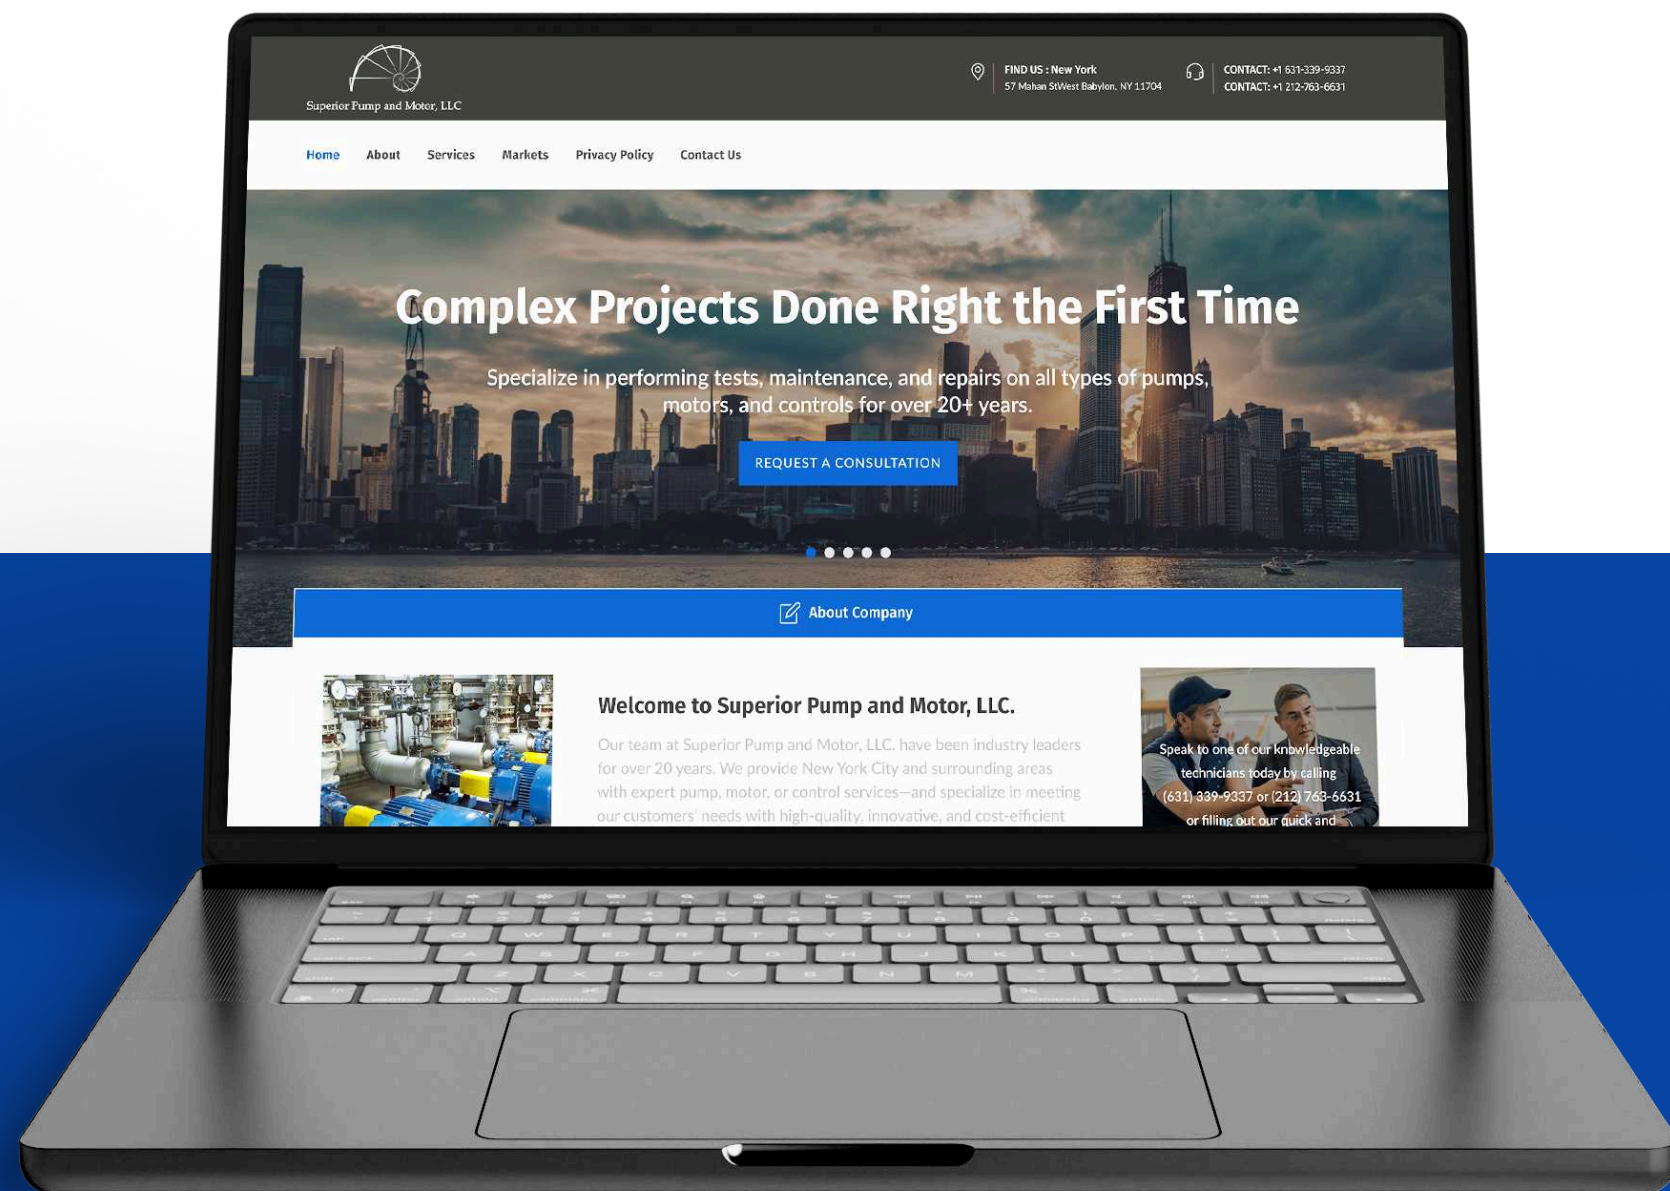 Superior Pump and Motor, LLC
FIND US : New York
57 Mahan StWest Babylon, NY 11704
CONTACT: +1 631-339-9337
CONTACT: +1 212-763-6631
Home About Services Markets Privacy Policy Contact Us
Complex Projects Done Right the First Time
Specialize in performing tests, maintenance, and repairs on all types of pumps,
motors, and controls for over 20+ years.
REQUEST A CONSULTATION
About Company
Welcome to Superior Pump and Motor, LLC.
Our team at Superior Pump and Motor, LLC. have been industry leaders
for over 20 years. We provide New York City and surrounding areas
with expert pump, motor, or control services—and specialize in meeting
our customers' needs with high-quality, innovative, and cost-efficient
Speak to one of our knowledgeable
technicians today by calling
(631) 339-9337 or (212) 763-6631
or filling out our quick and
Q W E R T Y U I O P
A S D F G H J K L
Z X C V B N M